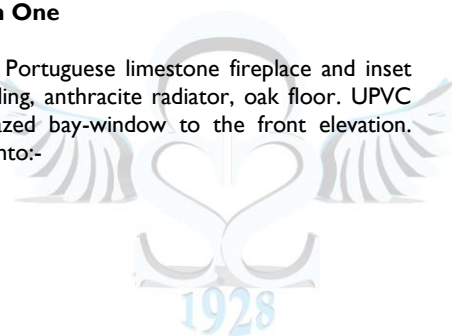 One
Portuguese limestone fireplace and inset
ling, anthracite radiator, oak floor. UPVC
azed bay-window to the front elevation.
nto:-
1928